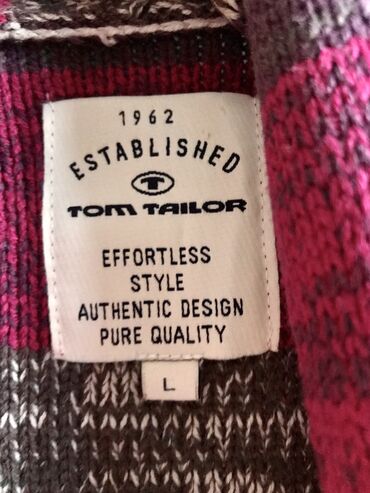 1962
ESTABLISHED
T
TOM TAILOR
EFFORTLESS
STYLE
AUTHENTIC DESIGN
PURE QUALITY
L